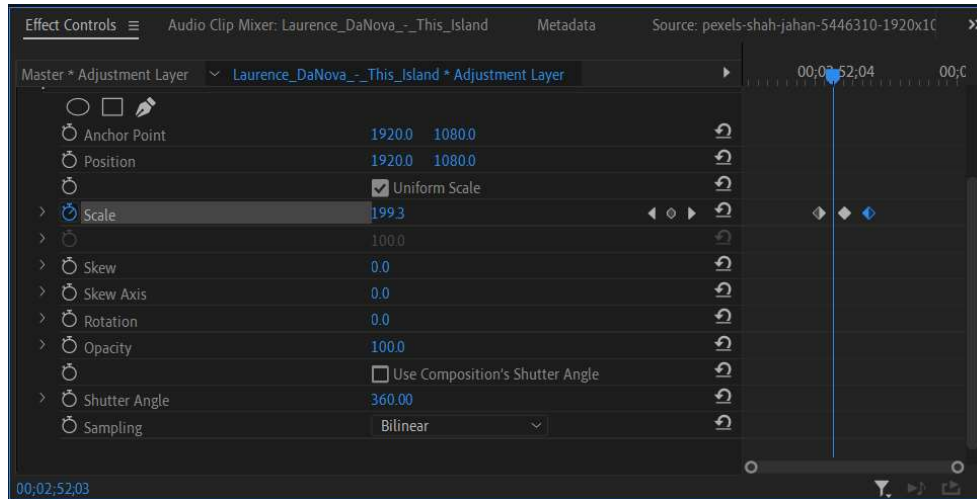 Effect Controls Audio Clip Mixer: Laurence_DaNova_-_This_Island Metadata Source: pexels-shah-jahan-5446310-1920x10
Master * Adjustment Layer Laurence_DaNova_-_This_Island * Adjustment Layer 00;02;52;04 00;0
Anchor Point 1920.0 1080.0
Position 1920.0 1080.0
Uniform Scale
Scale 199.3
100.0
Skew 0.0
Skew Axis 0.0
Rotation 0.0
Opacity 100.0
Use Composition's Shutter Angle
Shutter Angle 360.00
Sampling Bilinear
00;02;52;03